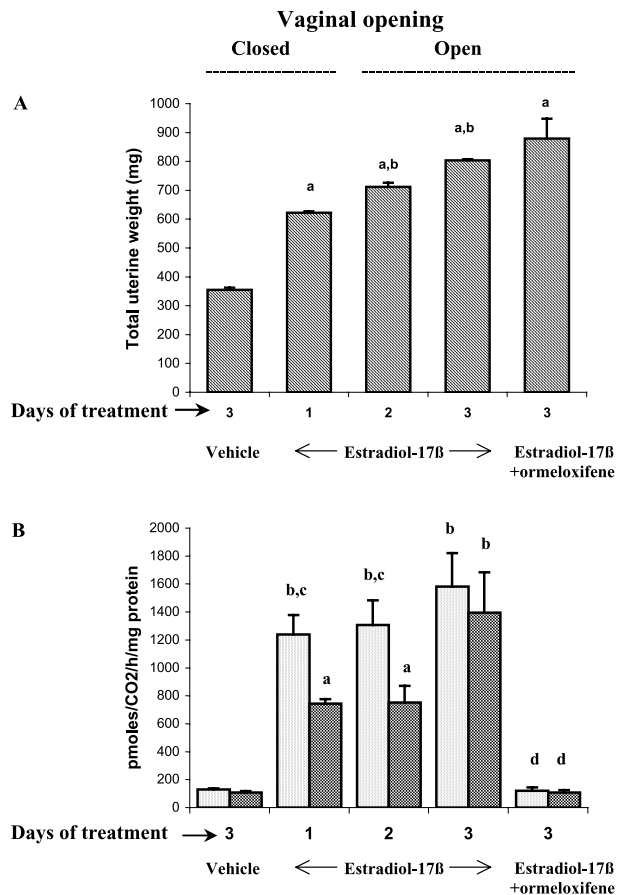 Vaginal opening
Closed Open
A
Total uterine weight (mg)
1000
900
800
700
600
500
400
300
200
100
0
a
a,b
a,b
a
Days of treatment → 3 1 2 3 3
Vehicle ← Estradiol-17ß → Estradiol-17ß
+ormeloxifene
B
pmoles/CO2/h/mg protein
2000
1800
1600
1400
1200
1000
800
600
400
200
0
b,c
a
b,c
a
b
b
d
d
Days of treatment → 3 1 2 3 3
Vehicle ← Estradiol-17ß → Estradiol-17ß
+ormeloxifene